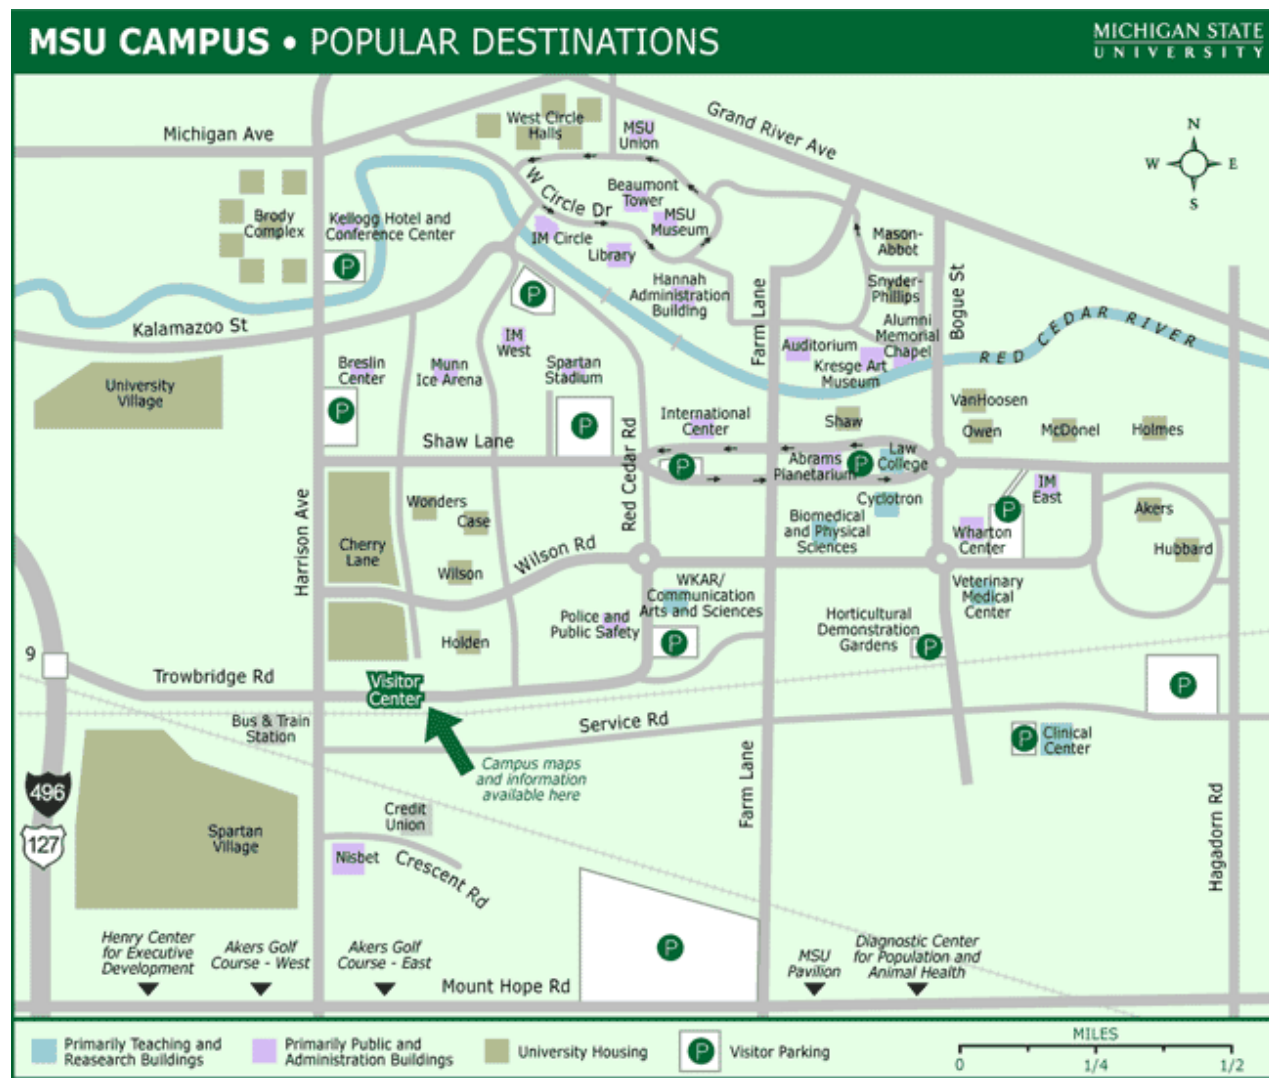 MSU CAMPUS • POPULAR DESTINATIONS
MICHIGAN STATE
UNIVERSITY
Michigan Ave
Grand River Ave
West Circle
Halls
MSU
Union
N
W
E
S
W Circle Dr
Beaumont
Tower
MSU
Museum
Brody
Complex
Kellogg Hotel and
Conference Center
IM Circle
Library
Mason-
Abbot
P
P
Hannah
Administration
Building
Snyder-
Phillips
Farm Lane
Bogue St
Kalamazoo St
IM
West
Auditorium
Alumni
Memorial
Chapel
RED CEDAR RIVER
Kresge Art
Museum
University
Village
Breslin
Center
Munn
Ice Arena
Spartan
Stadium
VanHoosen
P
P
International
Center
Shaw
Owen
McDonel
Holmes
Shaw Lane
Red Cedar Rd
P
Abrams
Planetarium
P
Law
College
IM
East
Harrison Ave
Wonders
Case
Cyclotron
P
Akers
Cherry
Lane
Wilson Rd
Biomedical
and Physical
Sciences
Wharton
Center
Hubbard
Wilson
WKAR/
Communication
Arts and Sciences
Veterinary
Medical
Center
Holden
Police and
Public Safety
P
Horticultural
Demonstration
Gardens
P
9
Trowbridge Rd
Visitor
Center
P
Bus & Train
Station
Service Rd
P
Clinical
Center
Campus maps
and information
available here
496
127
Farm Lane
Hagadorn Rd
Credit
Union
Spartan
Village
Nisbet
Crescent Rd
P
Henry Center
for Executive
Development
Akers Golf
Course - West
Akers Golf
Course - East
MSU
Pavilion
Diagnostic Center
for Population and
Animal Health
Mount Hope Rd
Primarily Teaching and
Reasearch Buildings
Primarily Public and
Administration Buildings
University Housing
P
Visitor Parking
MILES
0
1/4
1/2